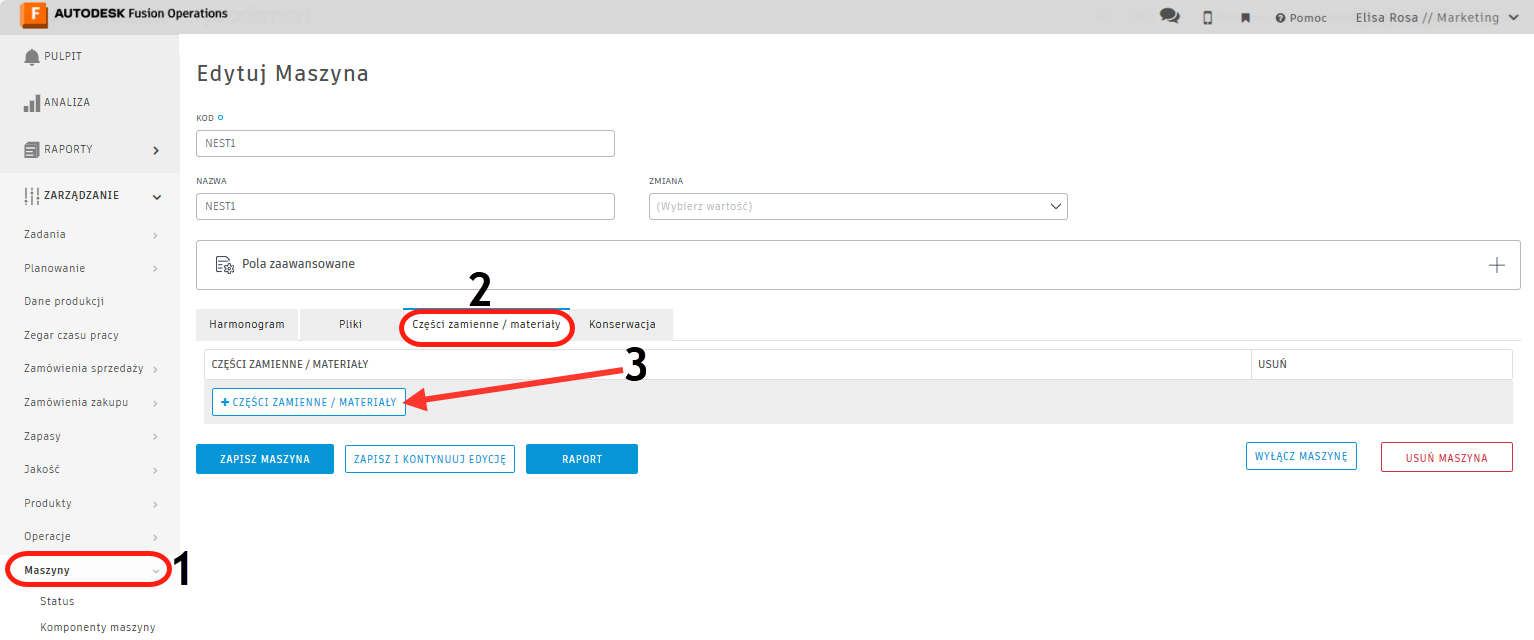 F AUTODESK Fusion Operations
Pomoc
Elisa Rosa // Marketing
PULPIT
ANALIZA
RAPORTY
ZARZĄDZANIE
Zadania
Planowanie
Dane produkcji
Zegar czasu pracy
Zamówienia sprzedaży
Zamówienia zakupu
Zapasy
Jakość
Produkty
Operacje
Maszyny
1
Status
Komponenty maszyny
Edytuj Maszyna
KOD
NEST1
NAZWA
ZMIANA
NEST1
(Wybierz wartość)
Pola zaawansowane
2
Harmonogram
Pliki
Części zamienne / materiały
Konserwacja
3
CZĘŚCI ZAMIENNE / MATERIAŁY
USUŃ
+ CZĘŚCI ZAMIENNE / MATERIAŁY
ZAPISZ MASZYNA
ZAPISZ I KONTYNUUJ EDYCJĘ
RAPORT
WYŁĄCZ MASZYNĘ
USUŃ MASZYNA